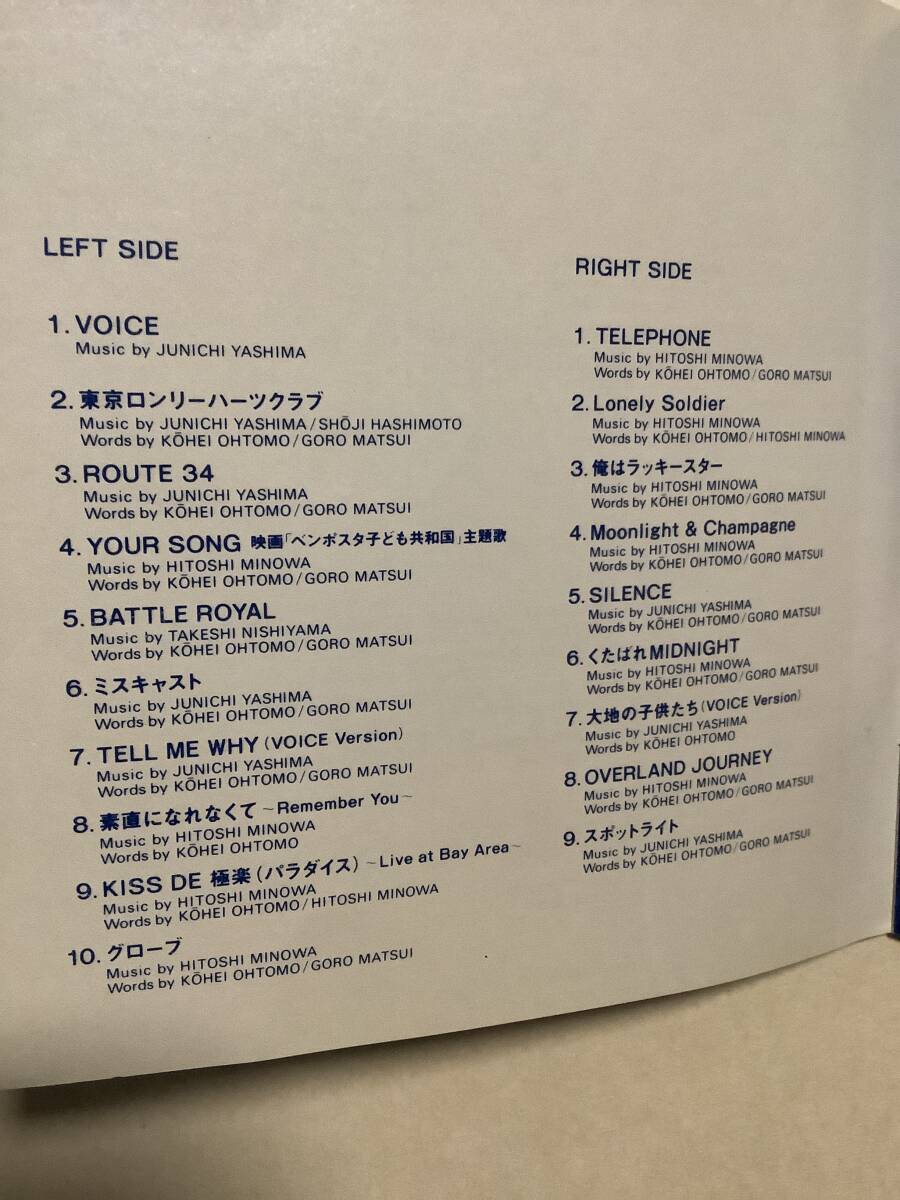 LEFT SIDE
1. VOICE
Music by JUNICHI YASHIMA
2. 東京ロンリーハーツクラブ
Music by JUNICHI YASHIMA/SHŌJI HASHIMOTO
Words by KŌHEI OHTOMO/GORO MATSUI
3. ROUTE 34
Music by JUNICHI YASHIMA
Words by KŌHEI OHTOMO/GORO MATSUI
4. YOUR SONG 映画「ベンポスタ子ども共和国」主題歌
Music by HITOSHI MINOWA
Words by KŌHEI OHTOMO/GORO MATSUI
5. BATTLE ROYAL
Music by TAKESHI NISHIYAMA
Words by KŌHEI OHTOMO/GORO MATSUI
6. ミスキャスト
Music by JUNICHI YASHIMA
Words by KŌHEI OHTOMO/GORO MATSUI
7. TELL ME WHY (VOICE Version)
Music by JUNICHI YASHIMA
Words by KŌHEI OHTOMO/GORO MATSUI
8. 素直になれなくて ~Remember You~
Music by HITOSHI MINOWA
Words by KŌHEI OHTOMO
9. KISS DE 極楽(パラダイス) ~Live at Bay Area~
Music by HITOSHI MINOWA
Words by KŌHEI OHTOMO/HITOSHI MINOWA
10. グローブ
Music by HITOSHI MINOWA
Words by KŌHEI OHTOMO/GORO MATSUI
RIGHT SIDE
1. TELEPHONE
Music by HITOSHI MINOWA
Words by KŌHEI OHTOMO/GORO MATSUI
2. Lonely Soldier
Music by HITOSHI MINOWA
Words by KŌHEI OHTOMO/HITOSHI MINOWA
3. 俺はラッキースター
Music by HITOSHI MINOWA
Words by KŌHEI OHTOMO/GORO MATSUI
4. Moonlight & Champagne
Music by HITOSHI MINOWA
Words by KŌHEI OHTOMO/GORO MATSUI
5. SILENCE
Music by JUNICHI YASHIMA
Words by KŌHEI OHTOMO/GORO MATSUI
6. くたばれMIDNIGHT
Music by HITOSHI MINOWA
Words by KŌHEI OHTOMO/GORO MATSUI
7. 大地の子供たち (VOICE Version)
Music by JUNICHI YASHIMA
Words by KŌHEI OHTOMO
8. OVERLAND JOURNEY
Music by HITOSHI MINOWA
Words by KŌHEI OHTOMO/GORO MATSUI
9. スポットライト
Music by JUNICHI YASHIMA
Words by KŌHEI OHTOMO/GORO MATSUI